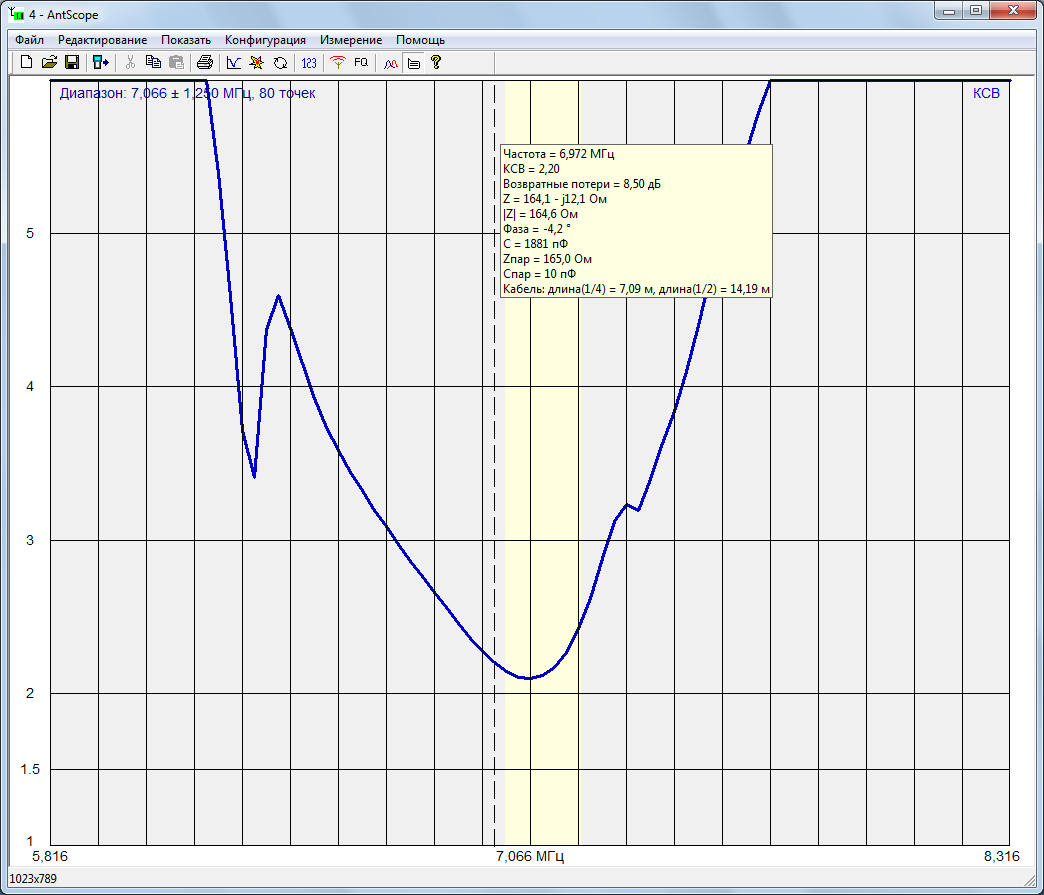 4 - AntScope
Файл Редактирование Показать Конфигурация Измерение Помощь
123 FQ
Диапазон: 7,066 ± 1,250 МГц, 80 точек
КСВ
Частота = 6,972 МГц
КСВ = 2,20
Возвратные потери = 8,50 дБ
Z = 164,1 - j12,1 Ом
|Z| = 164,6 Ом
Фаза = -4,2 °
C = 1881 пФ
Zпар = 165,0 Ом
Cпар = 10 пФ
Кабель: длина(1/4) = 7,09 м, длина(1/2) = 14,19 м
5
4
3
2
1.5
1
5,816 7,066 МГц 8,316
1023x789